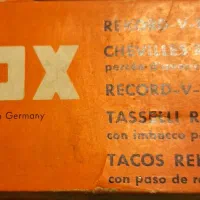 OX
Germany
RECORD-V-
CHEVILLES
RECORD-V-
TASSELLI R
con imbocco p
TACOS RE
con paso de r